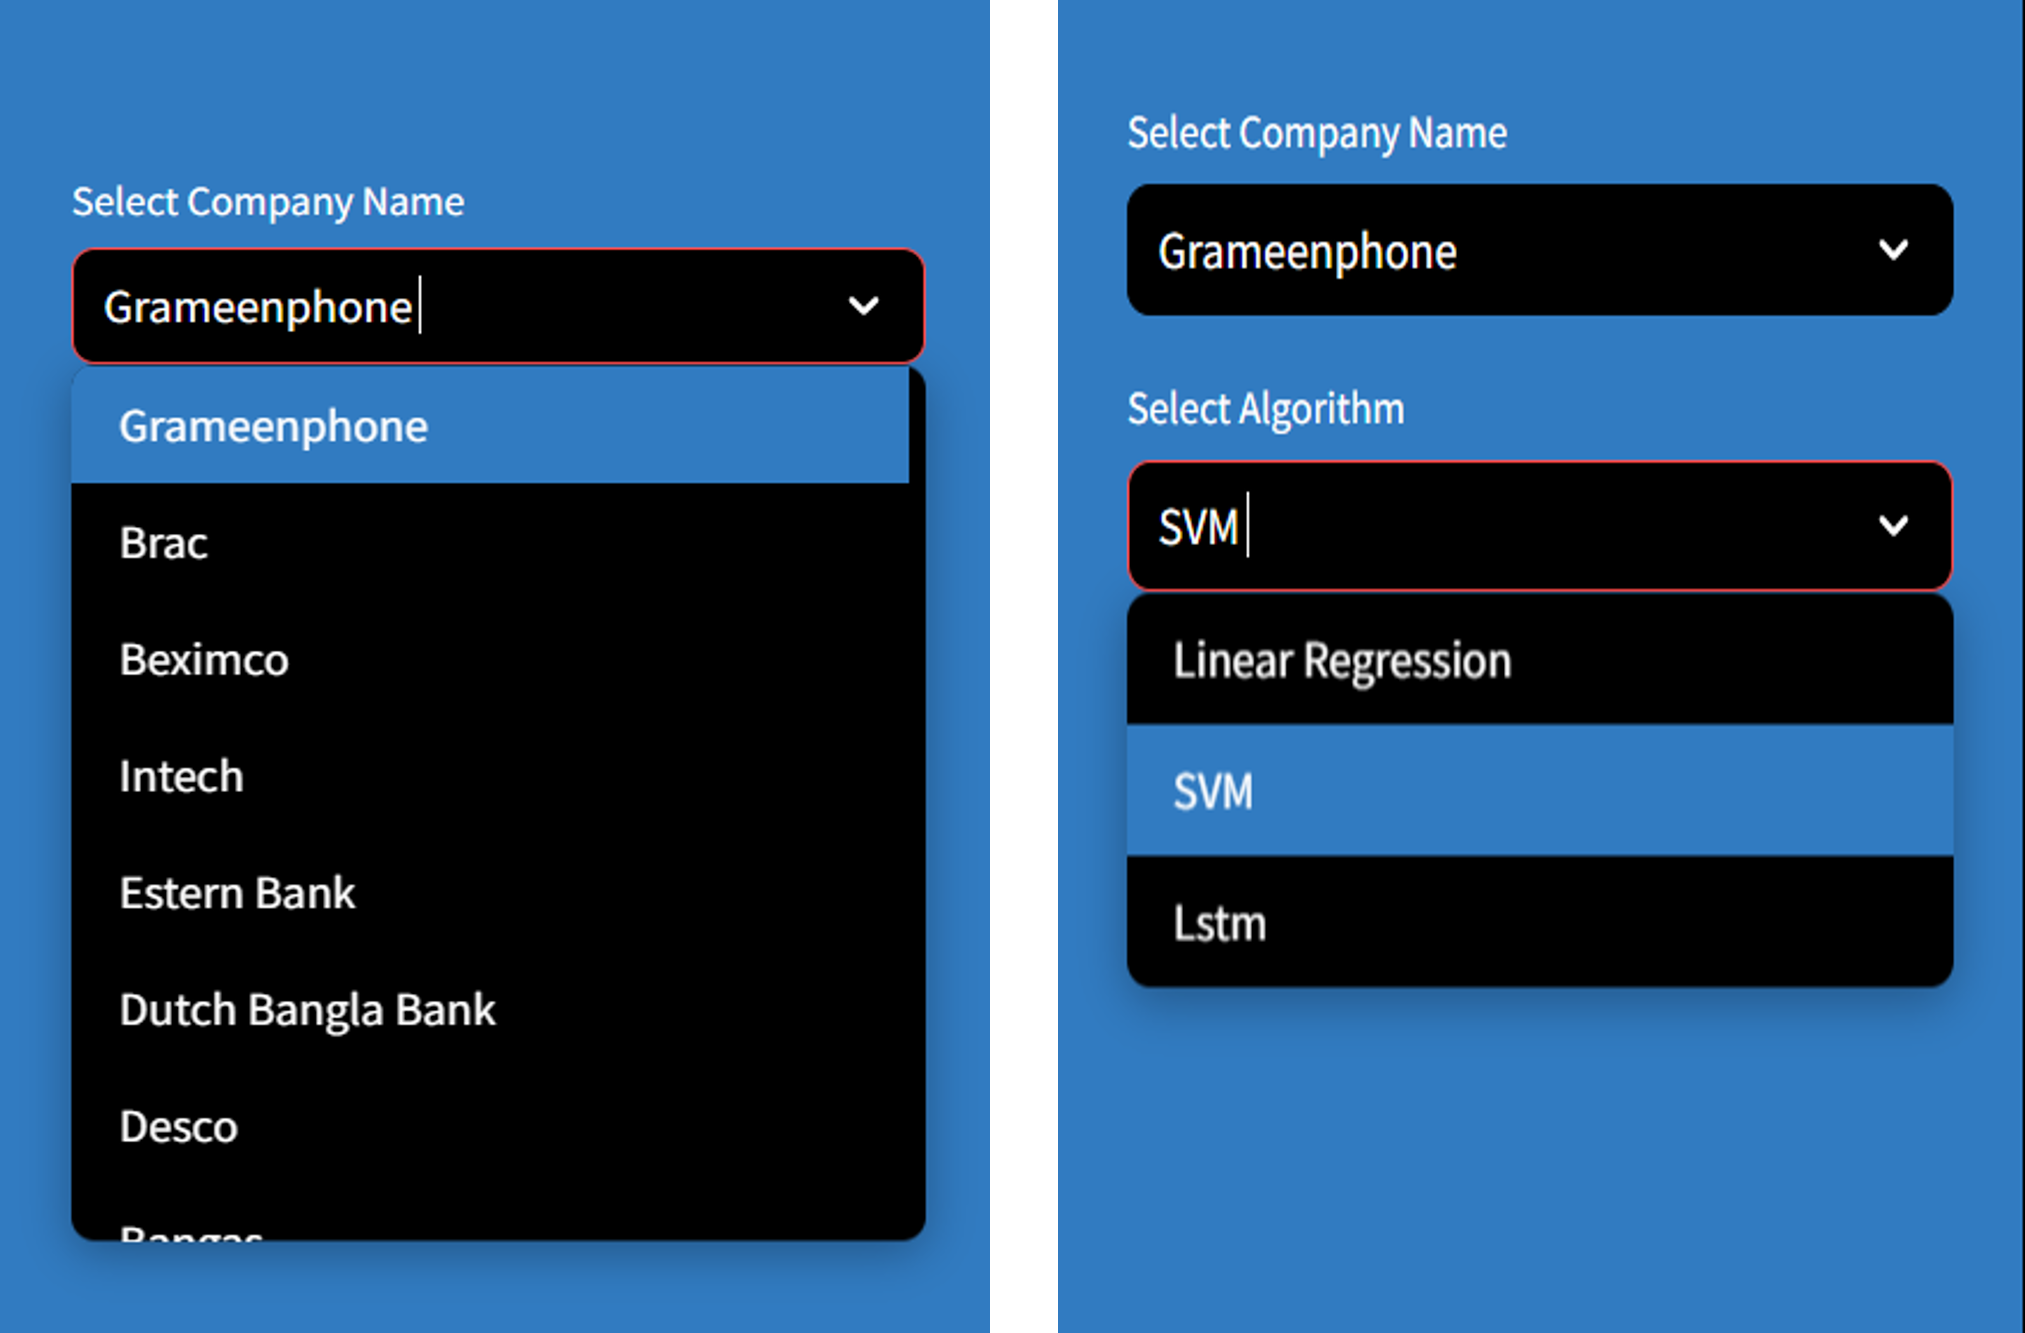 Select Company Name
Grameenphone
Grameenphone
Brac
Beximco
Intech
Estern Bank
Dutch Bangla Bank
Desco
Bangas
Select Company Name
Grameenphone
Select Algorithm
SVM
Linear Regression
SVM
Lstm